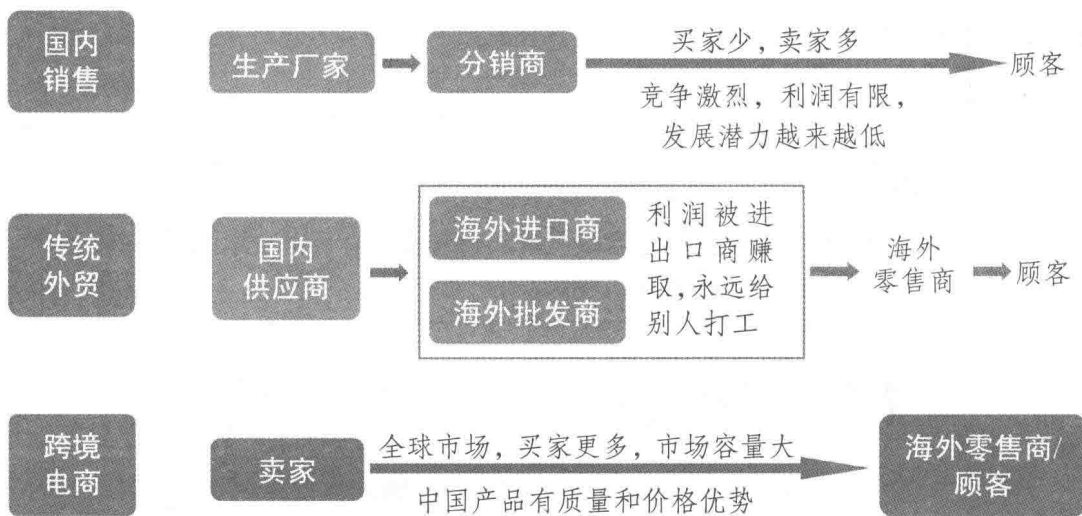 国内
销售
生产厂家
分销商
买家少，卖家多
竞争激烈，利润有限，
发展潜力越来越低
顾客
传统
外贸
国内
供应商
海外进口商
海外批发商
利润被进
出口商赚
取，永远给
别人打工
海外
零售商
顾客
跨境
电商
卖家
全球市场，买家更多，市场容量大
中国产品有质量和价格优势
海外零售商/
顾客